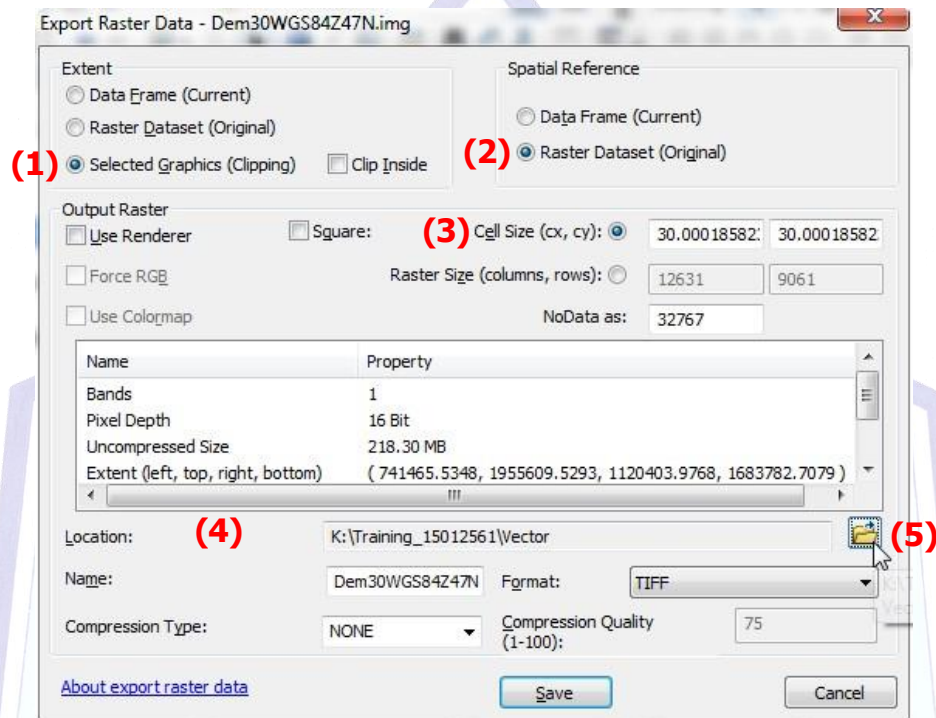 Export Raster Data - Dem30WGS84Z47N.img
Extent
Data Frame (Current)
Raster Dataset (Original)
(1) Selected Graphics (Clipping) Clip Inside
Spatial Reference
Data Frame (Current)
(2) Raster Dataset (Original)
Output Raster
Use Renderer Square: (3) Cell Size (cx, cy): 30.00018582 30.00018582
Force RGB Raster Size (columns, rows): 12631 9061
Use Colormap NoData as: 32767
Name Property
Bands 1
Pixel Depth 16 Bit
Uncompressed Size 218.30 MB
Extent (left, top, right, bottom) ( 741465.5348, 1955609.5293, 1120403.9768, 1683782.7079 )
Location: (4) K:\Training_15012561\Vector (5)
Name: Dem30WGS84Z47N Format: TIFF
Compression Type: NONE Compression Quality 75
(1-100):
About export raster data Save Cancel